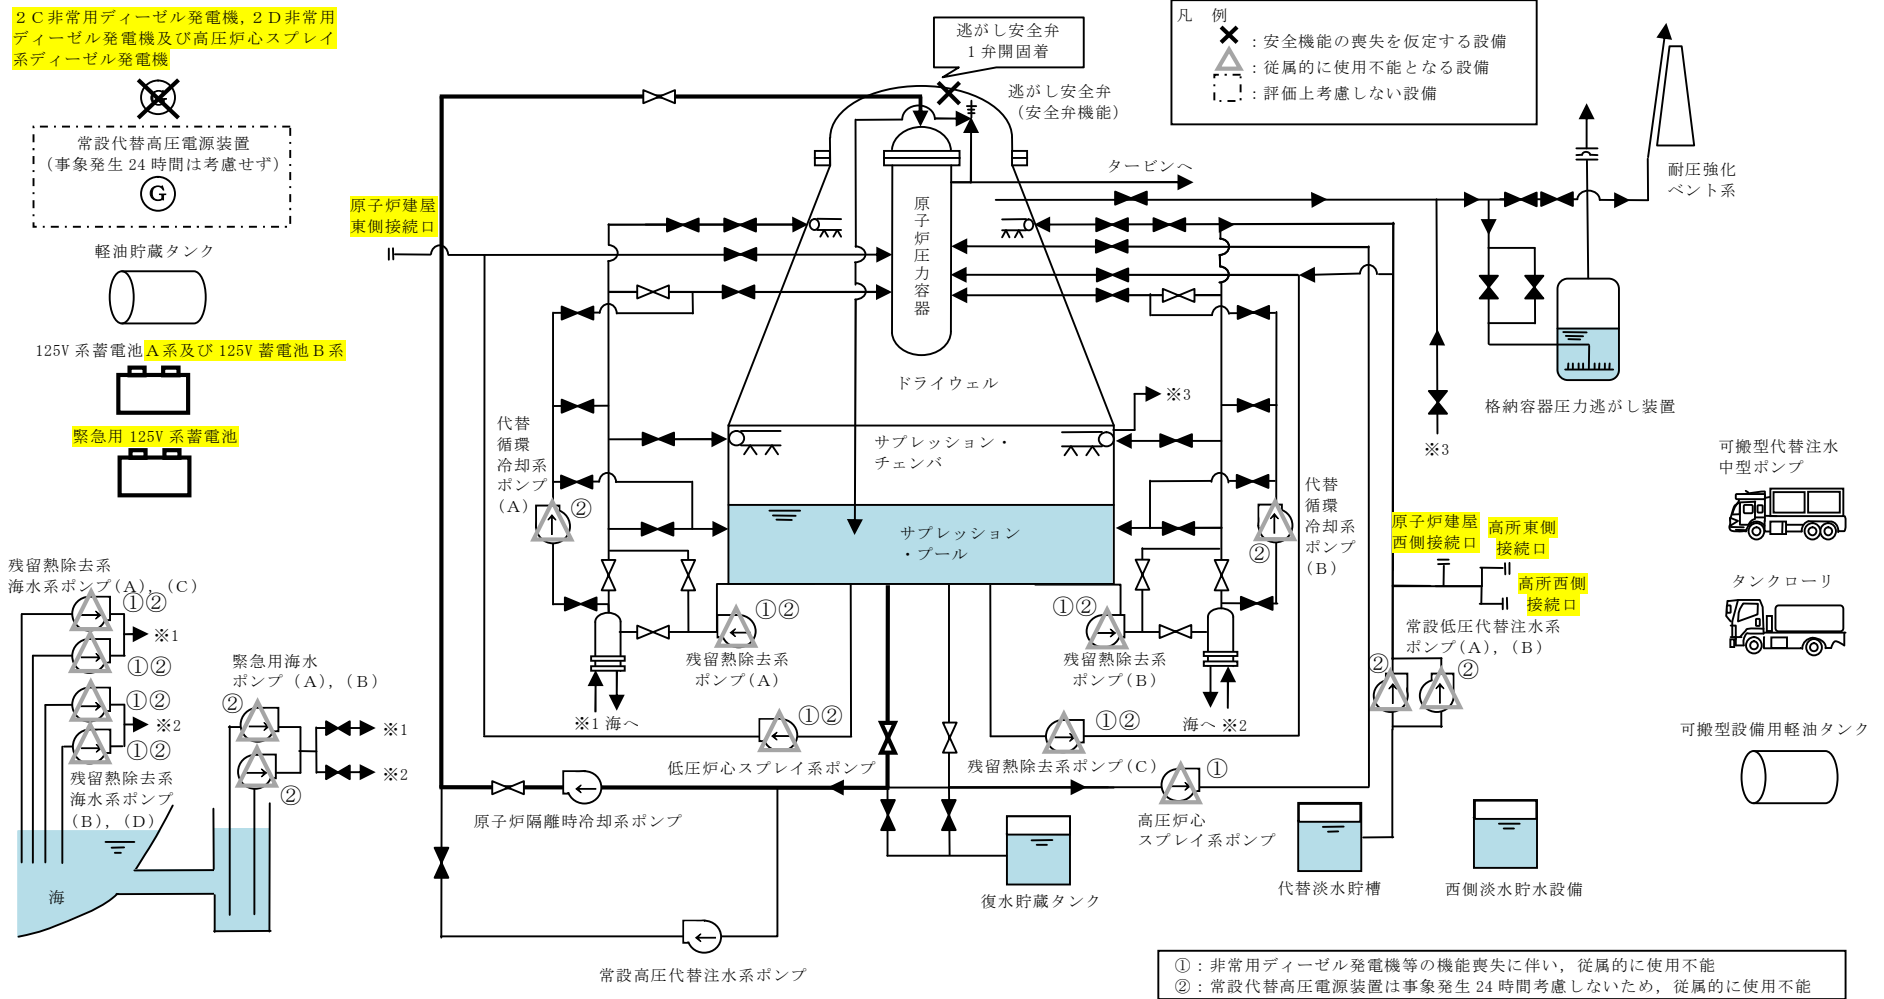 ２Ｃ非常用ディーゼル発電機，２Ｄ非常用
ディーゼル発電機及び高圧炉心スプレイ
系ディーゼル発電機
G
常設代替高圧電源装置
（事象発生 24 時間は考慮せず）
G
軽油貯蔵タンク
125V 系蓄電池Ａ系及び 125V 蓄電池Ｂ系
緊急用 125V 系蓄電池
逃がし安全弁
１弁開固着
逃がし安全弁
（安全弁機能）
凡　例
：安全機能の喪失を仮定する設備
：従属的に使用不能となる設備
：評価上考慮しない設備
タービンへ
耐圧強化
ベント系
原子炉建屋
東側接続口
原子炉圧力容器
ドライウェル
※3
サプレッション・
チェンバ
サプレッション
・プール
格納容器圧力逃がし装置
※3
代替
循環
冷却系
ポンプ
(Ａ)
②
代替
循環
冷却系
ポンプ
(Ｂ)
②
可搬型代替注水
中型ポンプ
原子炉建屋
西側接続口
高所東側
接続口
高所西側
接続口
タンクローリ
常設低圧代替注水系
ポンプ(Ａ)，(Ｂ)
②
②
可搬型設備用軽油タンク
残留熱除去系
海水系ポンプ(Ａ)，(Ｃ)
①②
※1
①②
①②
※2
①②
残留熱除去系
海水系ポンプ
(Ｂ)，(Ｄ)
海
緊急用海水
ポンプ（Ａ)，（Ｂ)
②
※1
※2
②
①②
残留熱除去系
ポンプ(Ａ)
※1 海へ
①②
残留熱除去系
ポンプ(Ｂ)
海へ ※2
①②
低圧炉心スプレイ系ポンプ
①②
残留熱除去系ポンプ(Ｃ)
①
高圧炉心
スプレイ系ポンプ
原子炉隔離時冷却系ポンプ
復水貯蔵タンク
代替淡水貯槽
西側淡水貯水設備
常設高圧代替注水系ポンプ
①：非常用ディーゼル発電機等の機能喪失に伴い，従属的に使用不能
②：常設代替高圧電源装置は事象発生 24 時間考慮しないため，従属的に使用不能